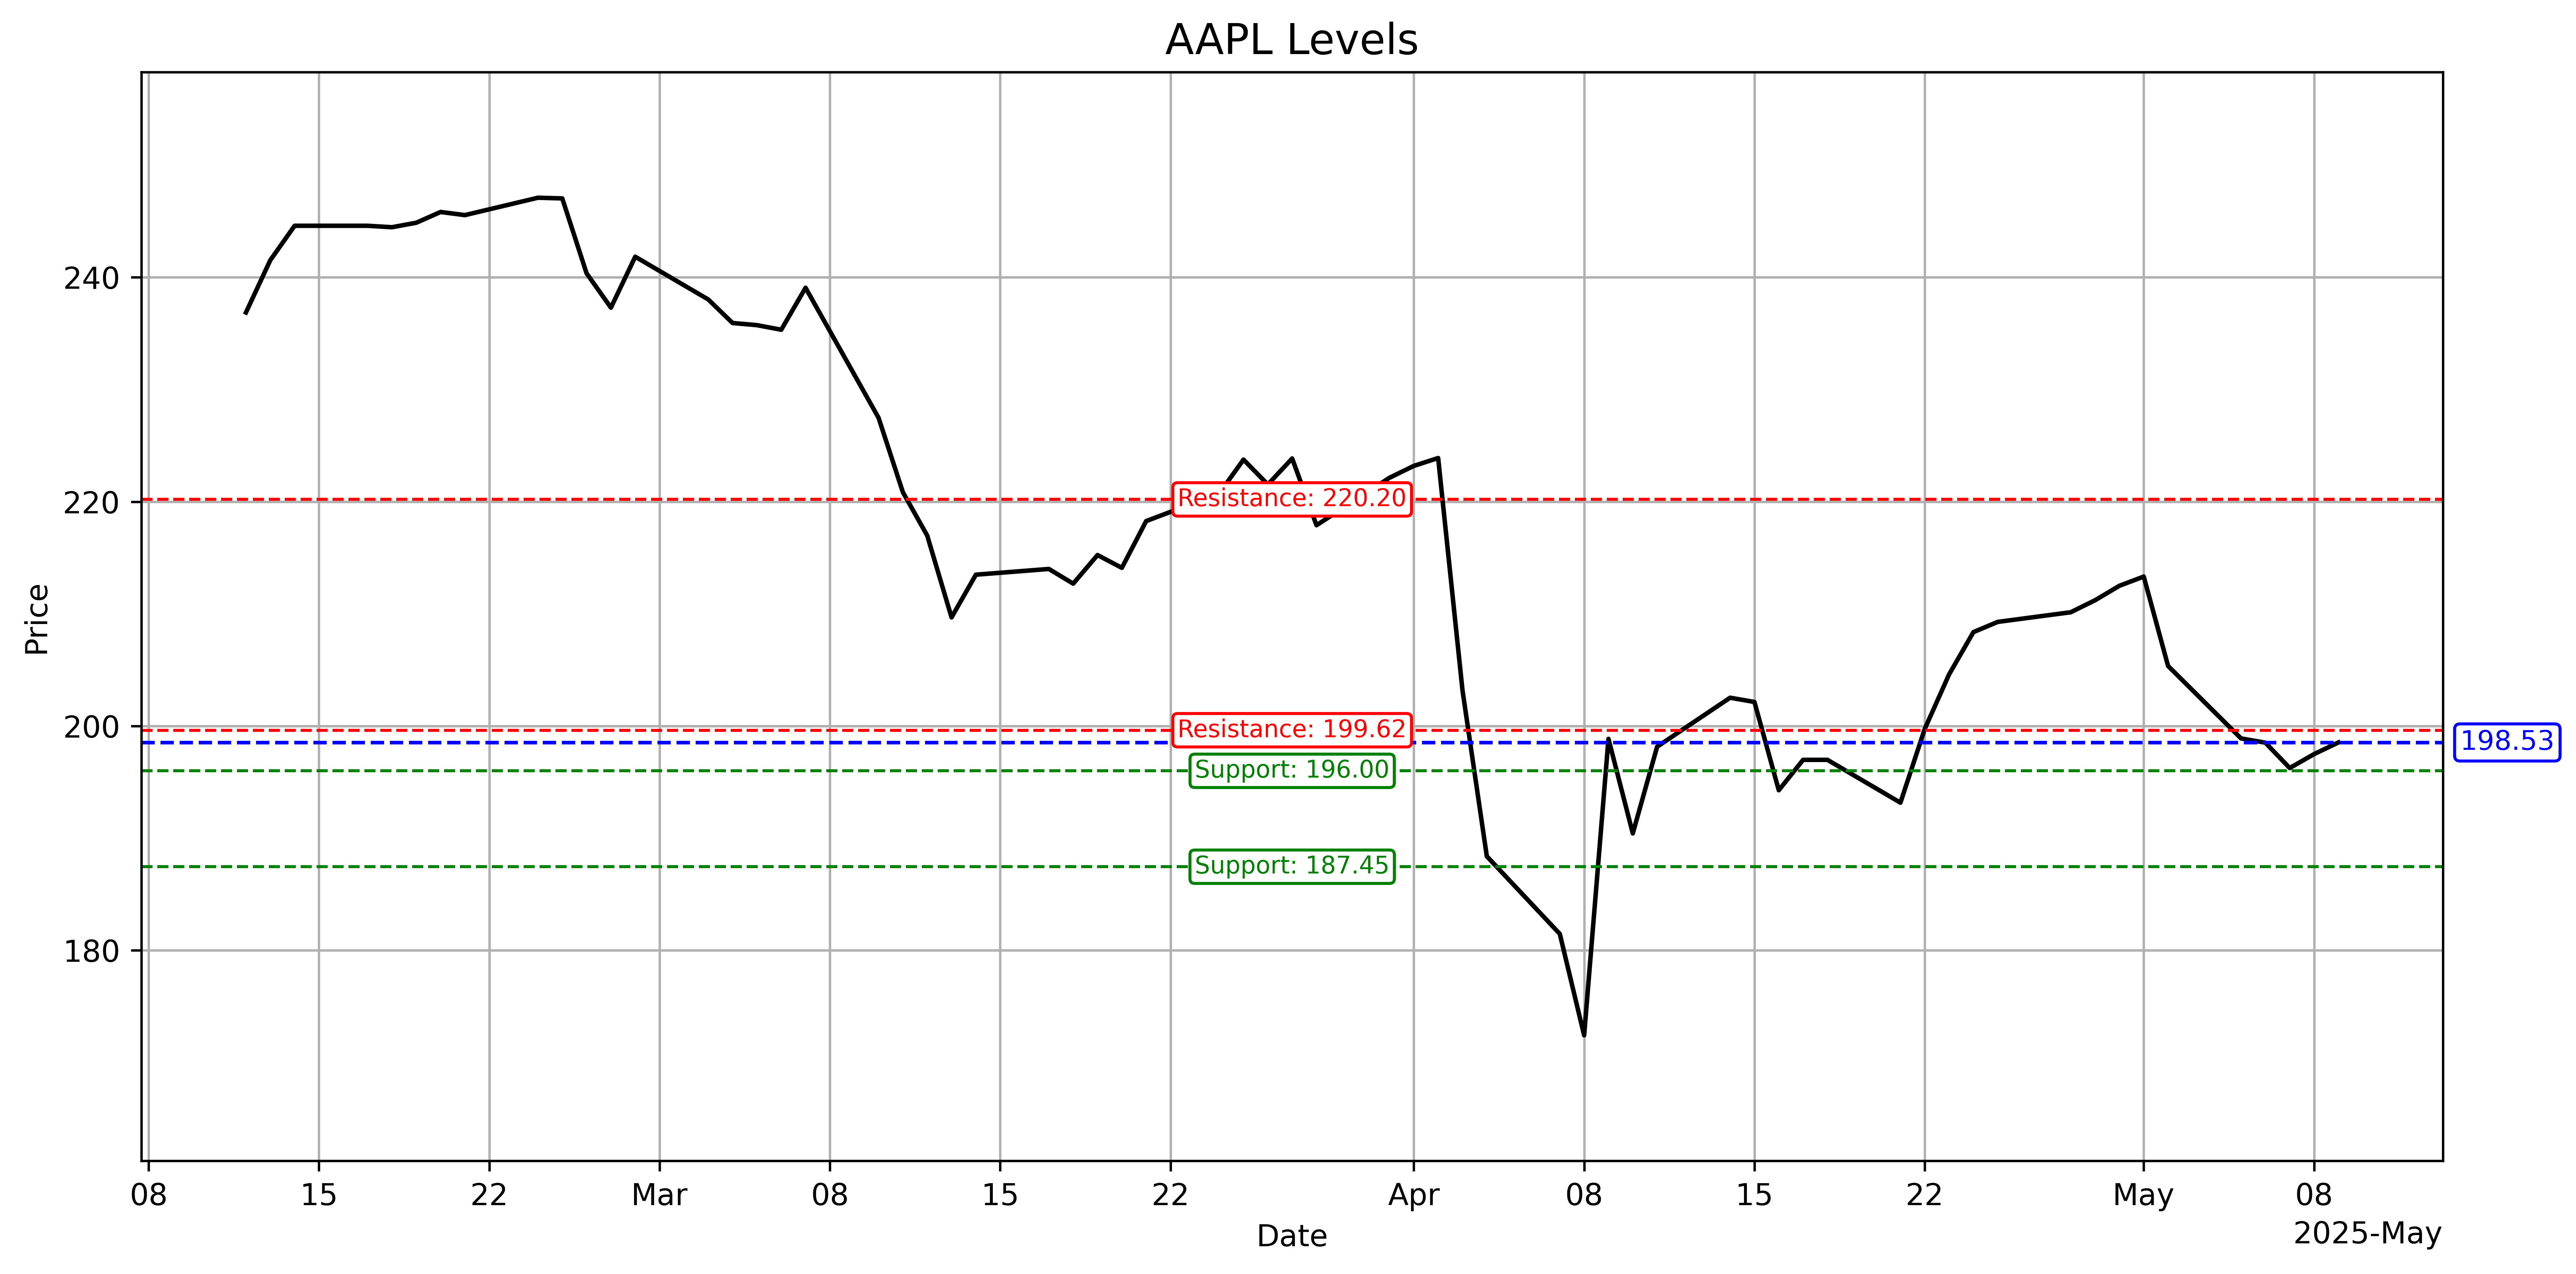 AAPL Levels
240
220
200
180
Price
Resistance: 220.20
Resistance: 199.62
198.53
Support: 196.00
Support: 187.45
08 15 22 Mar 08 15 22 Apr 08 15 22 May 08
2025-May
Date